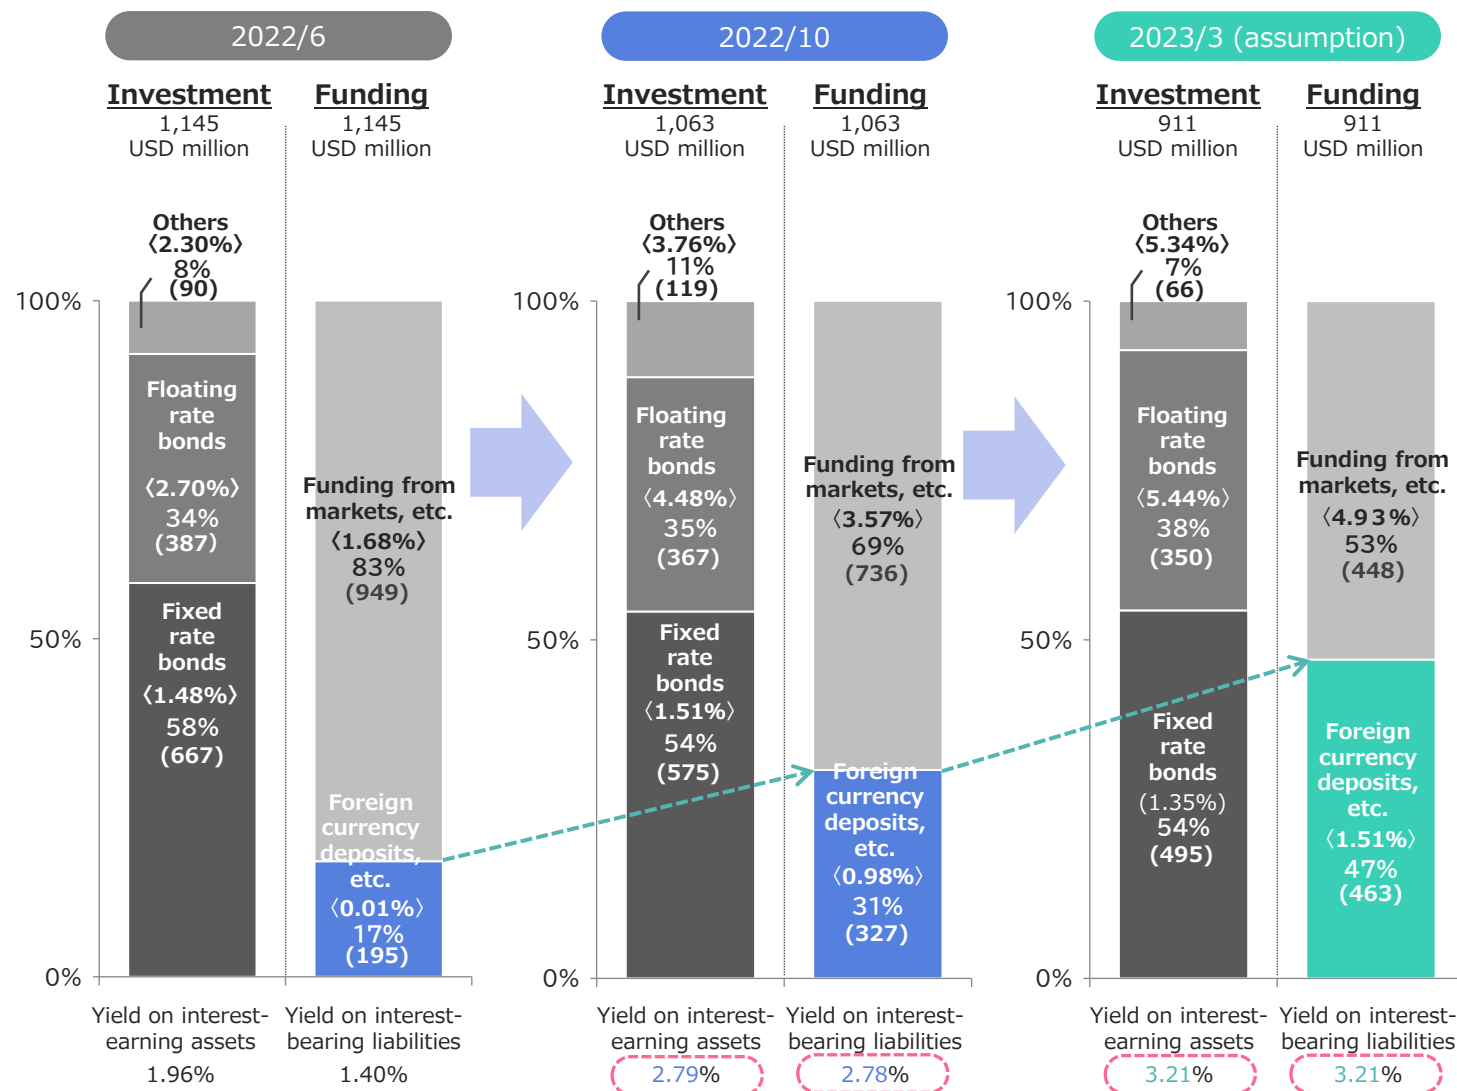 2022/6
Investment
1,145
USD million
Funding
1,145
USD million
Others
〈2.30%〉
8%
(90)
100%
50%
0%
Floating
rate
bonds
〈2.70%〉
34%
(387)
Fixed
rate
bonds
〈1.48%〉
58%
(667)
Funding from
markets, etc.
〈1.68%〉
83%
(949)
Foreign
currency
deposits,
etc.
〈0.01%〉
17%
(195)
Yield on interest-
earning assets
1.96%
Yield on interest-
bearing liabilities
1.40%
2022/10
Investment
1,063
USD million
Funding
1,063
USD million
Others
〈3.76%〉
11%
(119)
100%
50%
0%
Floating
rate
bonds
〈4.48%〉
35%
(367)
Fixed
rate
bonds
〈1.51%〉
54%
(575)
Funding from
markets, etc.
〈3.57%〉
69%
(736)
Foreign
currency
deposits,
etc.
〈0.98%〉
31%
(327)
Yield on interest-
earning assets
2.79%
Yield on interest-
bearing liabilities
2.78%
2023/3 (assumption)
Investment
911
USD million
Funding
911
USD million
Others
〈5.34%〉
7%
(66)
100%
50%
0%
Floating
rate
bonds
〈5.44%〉
38%
(350)
Fixed
rate
bonds
(1.35%)
54%
(495)
Funding from
markets, etc.
〈4.93%〉
53%
(448)
Foreign
currency
deposits,
etc.
〈1.51%〉
47%
(463)
Yield on interest-
earning assets
3.21%
Yield on interest-
bearing liabilities
3.21%